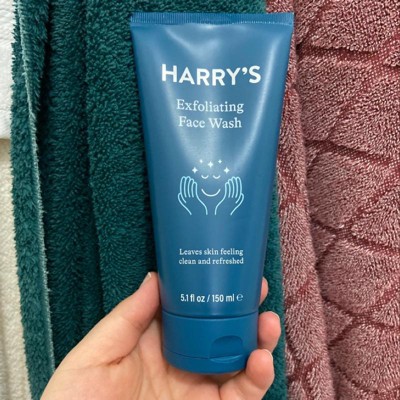 HARRY'S
Exfoliating
Face Wash
Leaves skin feeling
clean and refreshed
5.1 fl oz / 150 ml ℮